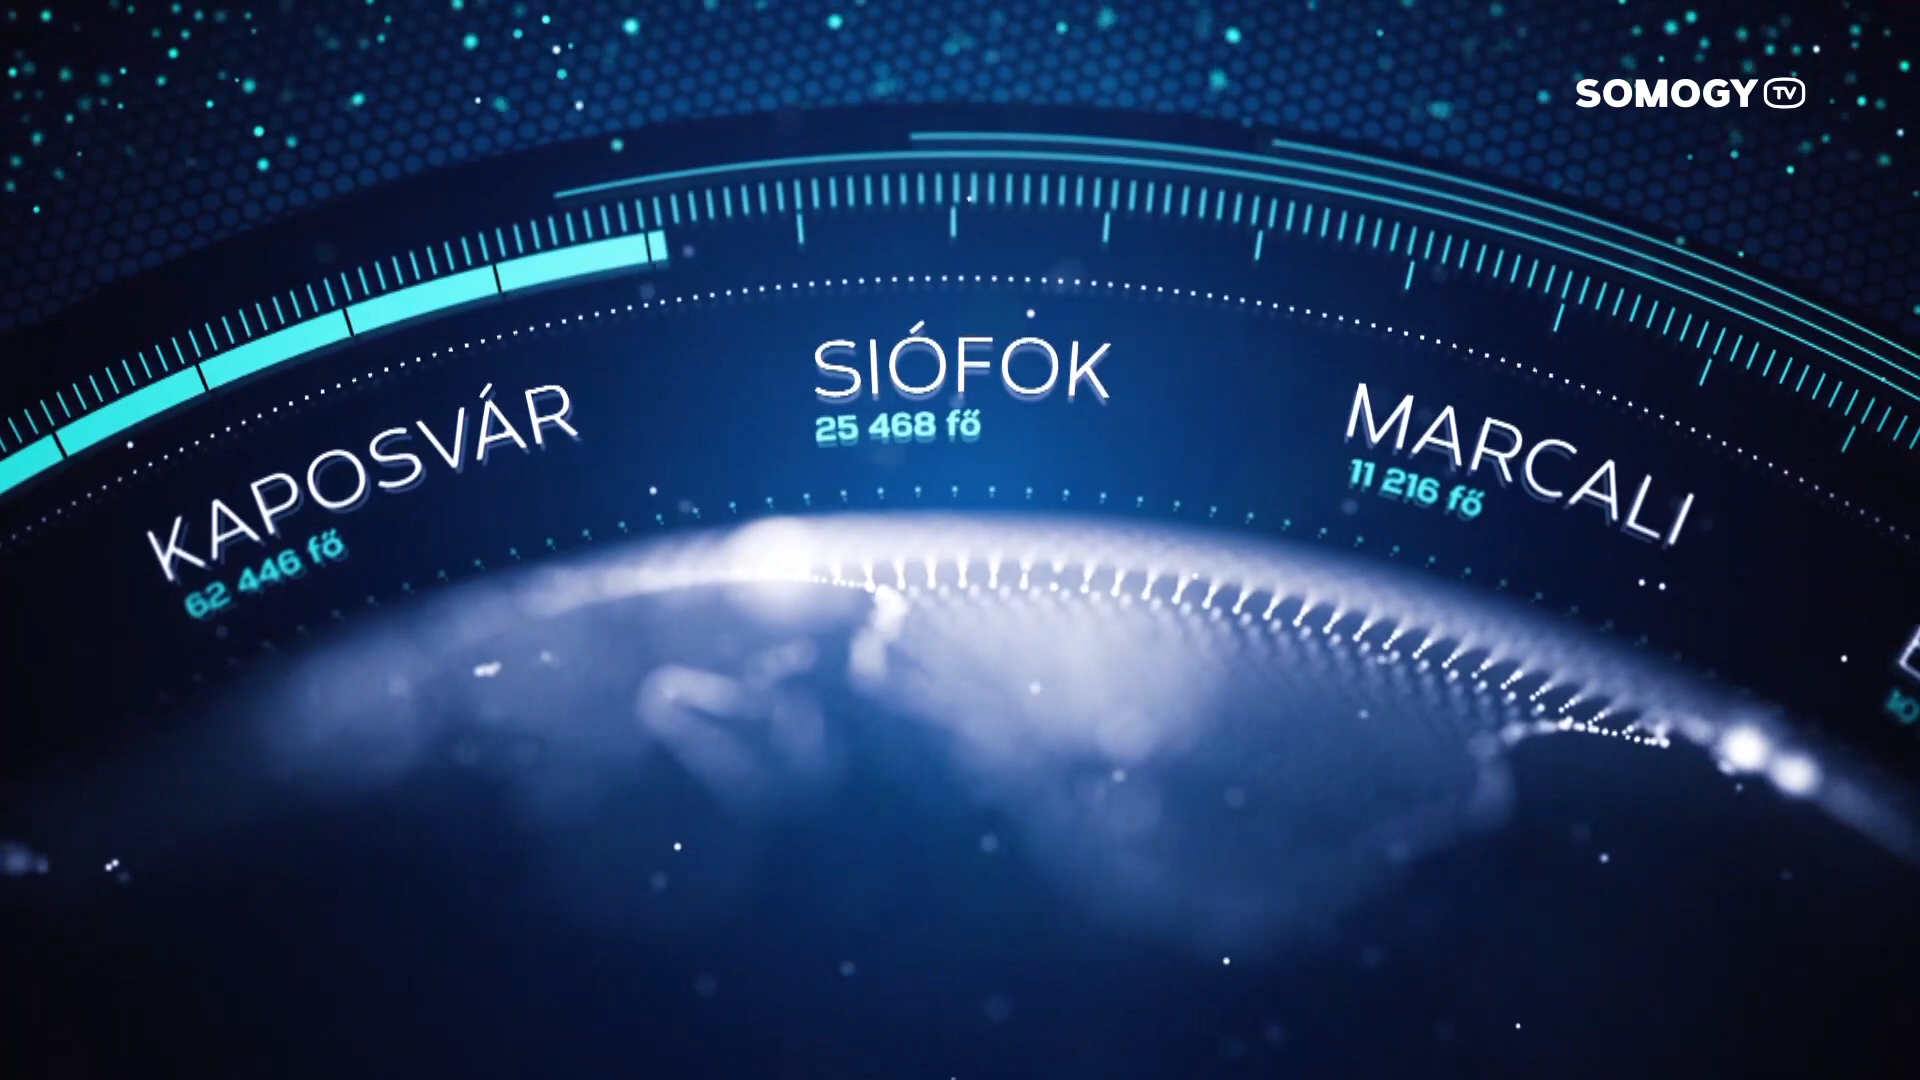 SOMOGY TV
KAPOSVÁR
62 446 fő
SIÓFOK
25 468 fő
MARCALI
11 216 fő